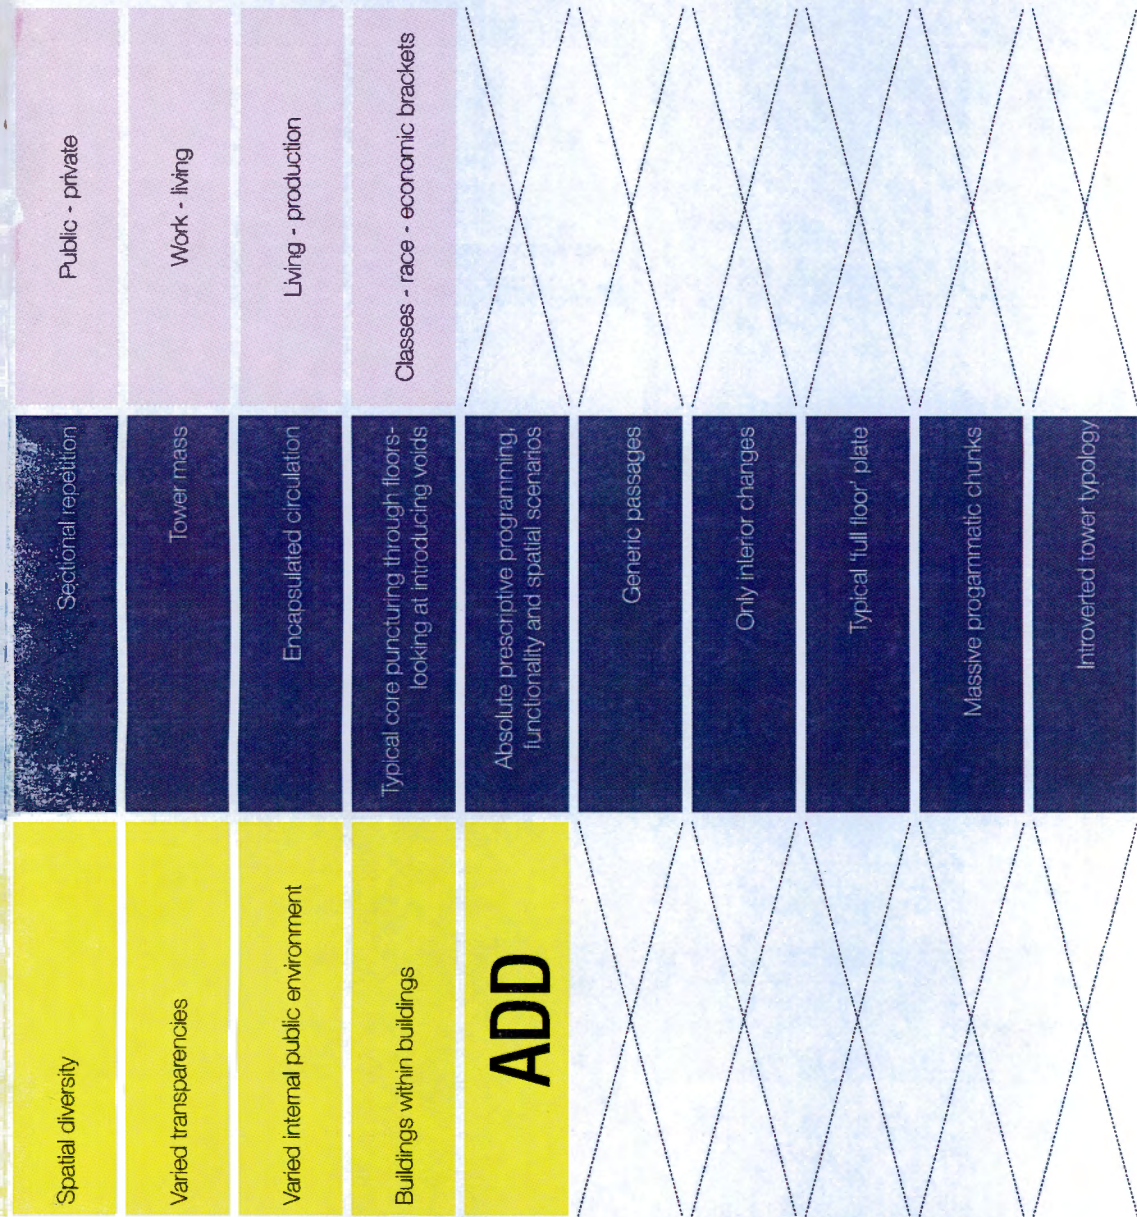 Spatial diversity
Varied transparencies
Varied internal public environment
Buildings within buildings
ADD
Sectional repetition
Tower mass
Encapsulated circulation
Typical core puncturing through floors-
looking at introducing voids
Absolute prescriptive programming,
functionality and spatial scenarios
Generic passages
Only interior changes
Typical 'full floor' plate
Massive progammatic chunks
Introverted tower typology
Public - private
Work - living
Living - production
Classes - race - economic brackets